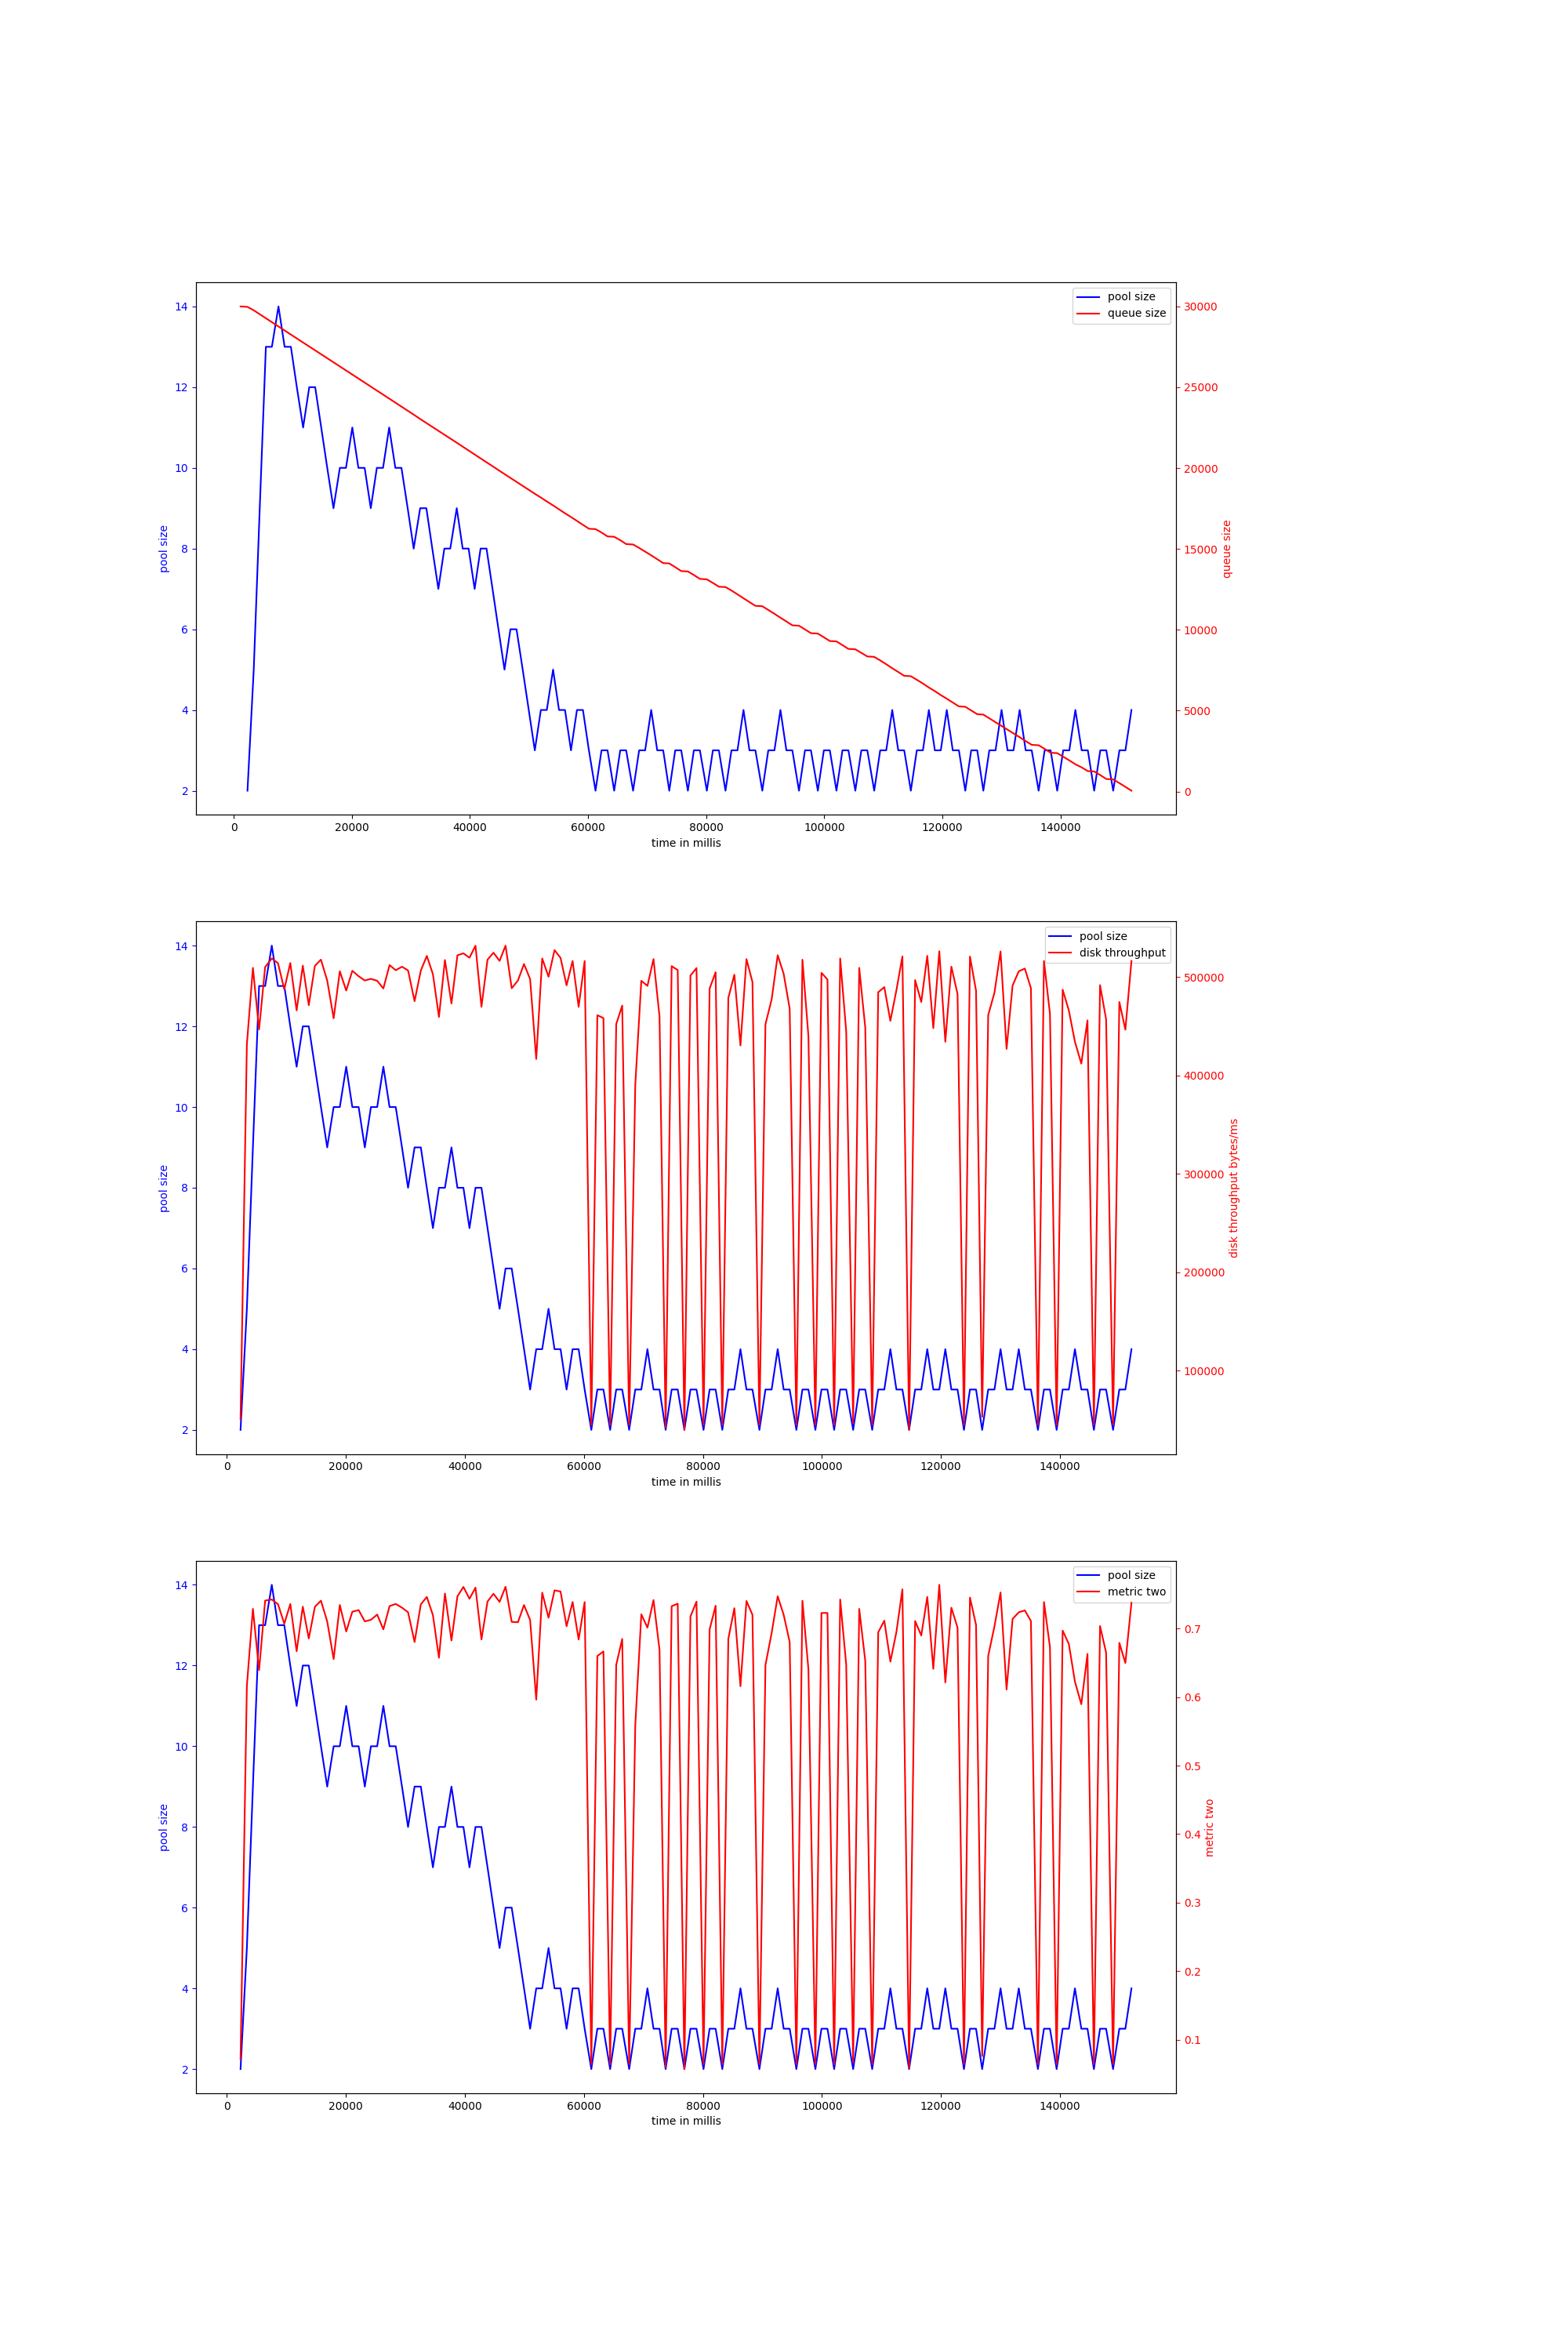 pool size
queue size
14
12
10
8
6
4
2
pool size
30000
25000
20000
15000
10000
5000
0
queue size
0 20000 40000 60000 80000 100000 120000 140000
time in millis
pool size
disk throughput
14
12
10
8
6
4
2
pool size
500000
400000
300000
200000
100000
disk throughput bytes/ms
0 20000 40000 60000 80000 100000 120000 140000
time in millis
pool size
metric two
14
12
10
8
6
4
2
pool size
0.7
0.6
0.5
0.4
0.3
0.2
0.1
metric two
0 20000 40000 60000 80000 100000 120000 140000
time in millis